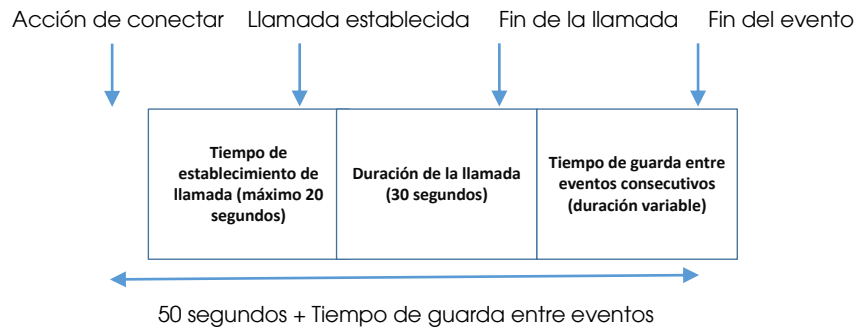 Acción de conectar Llamada establecida Fin de la llamada Fin del evento
Tiempo de
establecimiento de
llamada (máximo 20
segundos)
Duración de la llamada
(30 segundos)
Tiempo de guarda entre
eventos consecutivos
(duración variable)
50 segundos + Tiempo de guarda entre eventos